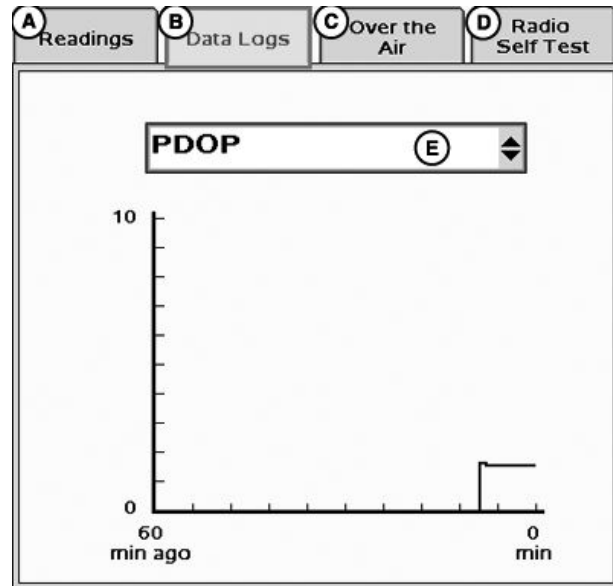 A
Readings
B
Data Logs
C
Over the
Air
D
Radio
Self Test
PDOP
E
10
0
60
min ago
0
min